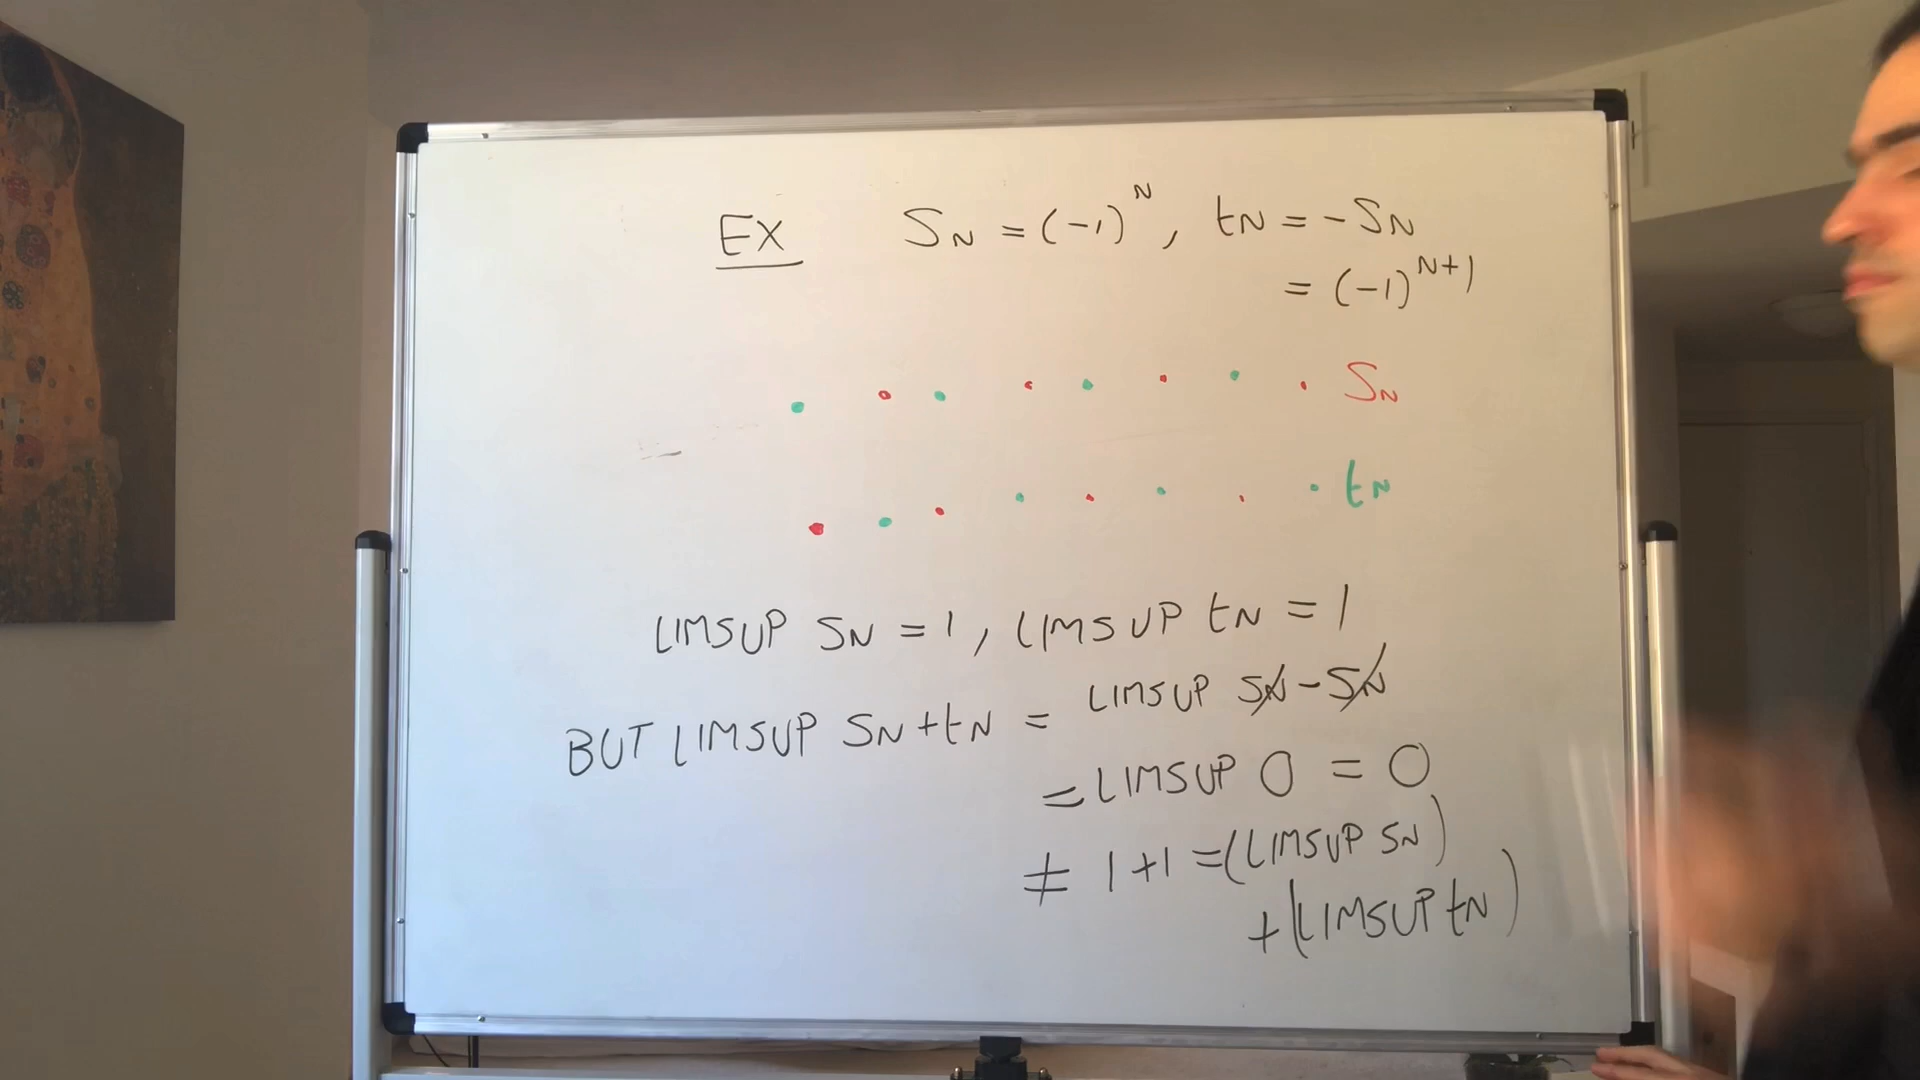 EX SN = (-1)^N, tN = -SN
= (-1)^N+1
SN
tN
LIMSUP SN = 1, LIMSUP tN = 1
BUT LIMSUP SN + tN = LIMSUP SN - SN
= LIMSUP 0 = 0
≠ 1+1 = (LIMSUP SN)
+ (LIMSUP tN)